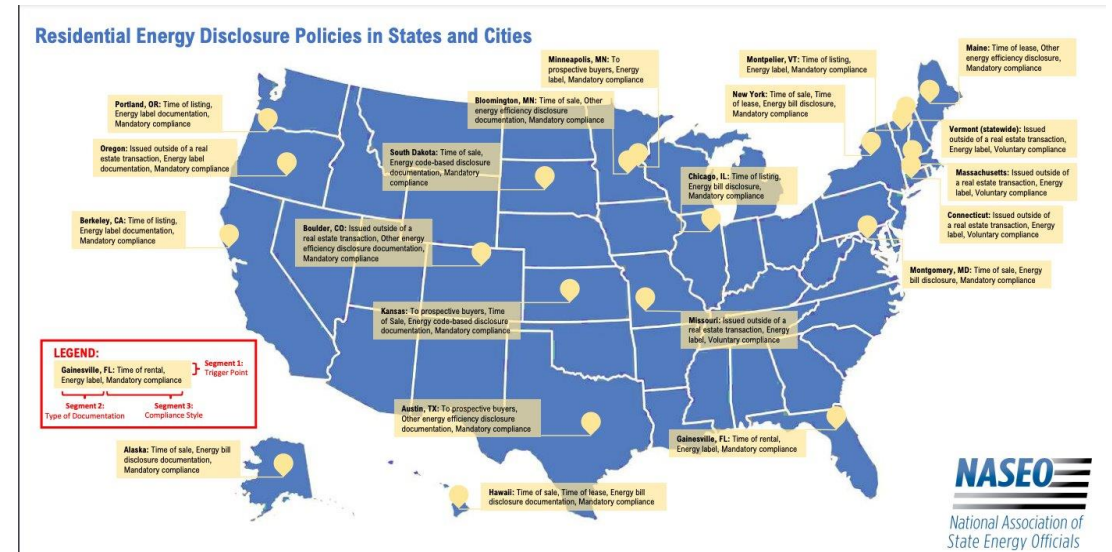 Residential Energy Disclosure Policies in States and Cities
Minneapolis, MN: To
prospective buyers, Energy
label, Mandatory compliance
Montpelier, VT: Time of listing,
Energy label, Mandatory compliance
Maine: Time of lease, Other
energy efficiency disclosure,
Mandatory compliance
Portland, OR: Time of listing,
Energy label documentation,
Mandatory compliance
Bloomington, MN: Time of sale, Other
energy efficiency disclosure
documentation, Mandatory compliance
New York: Time of sale, Time
of lease, Energy bill disclosure,
Mandatory compliance
Oregon: Issued outside of a real
estate transaction, Energy label
documentation, Mandatory compliance
South Dakota: Time of sale,
Energy code-based disclosure
documentation, Mandatory
compliance
Chicago, IL: Time of listing,
Energy bill disclosure,
Mandatory compliance
Vermont (statewide): Issued
outside of a real estate transaction,
Energy label, Voluntary compliance
Massachusetts: Issued outside of
a real estate transaction, Energy
label, Voluntary compliance
Berkeley, CA: Time of listing,
Energy label documentation,
Mandatory compliance
Boulder, CO: Issued outside of a
real estate transaction, Other energy
efficiency disclosure documentation,
Mandatory compliance
Connecticut: Issued outside of
a real estate transaction, Energy
label, Voluntary compliance
Montgomery, MD: Time of sale, Energy
bill disclosure, Mandatory compliance
Kansas: To prospective buyers, Time
of Sale, Energy code-based disclosure
documentation, Mandatory compliance
Missouri: Issued outside of a
real estate transaction, Energy
label, Voluntary compliance
LEGEND:
Gainesville, FL: Time of rental,
Energy label, Mandatory compliance
Segment 1:
Trigger Point
Segment 2:
Type of Documentation
Segment 3:
Compliance Style
Austin, TX: To prospective buyers,
Other energy efficiency disclosure
documentation, Mandatory compliance
Gainesville, FL: Time of rental,
Energy label, Mandatory compliance
Alaska: Time of sale, Energy bill
disclosure documentation,
Mandatory compliance
Hawaii: Time of sale, Time of lease, Energy bill
disclosure documentation, Mandatory compliance
NASEO
National Association of
State Energy Officials